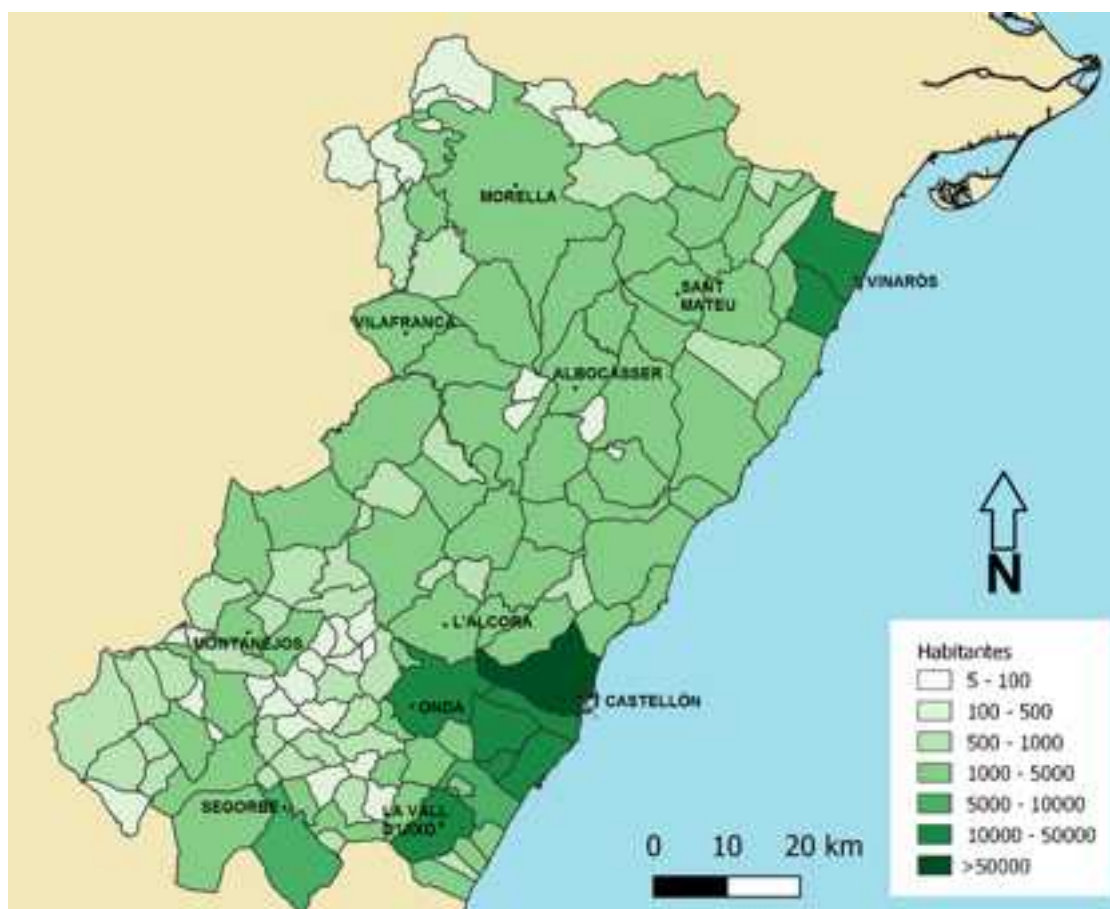 MORELLA
VINARÒS
SANT
MATEU
VILAFRANCA
ALBOCÀSSER
N
L'ALCORA
MONTANEJOS
Habitantes
5 - 100
100 - 500
500 - 1000
1000 - 5000
5000 - 10000
10000 - 50000
>50000
ONDA
CASTELLÓN
SEGORBE
LA VALL
D'UIXÓ
0 10 20 km